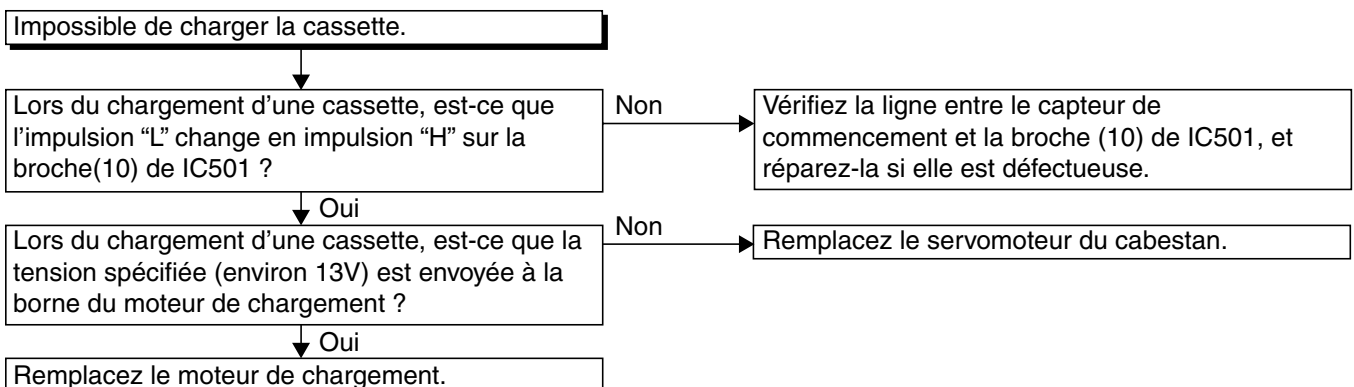 Impossible de charger la cassette.
Lors du chargement d’une cassette, est-ce que
l’impulsion “L” change en impulsion “H” sur la
broche(10) de IC501 ?
Non
Vérifiez la ligne entre le capteur de
commencement et la broche (10) de IC501, et
réparez-la si elle est défectueuse.
Oui
Lors du chargement d’une cassette, est-ce que la
tension spécifiée (environ 13V) est envoyée à la
borne du moteur de chargement ?
Non
Remplacez le servomoteur du cabestan.
Oui
Remplacez le moteur de chargement.